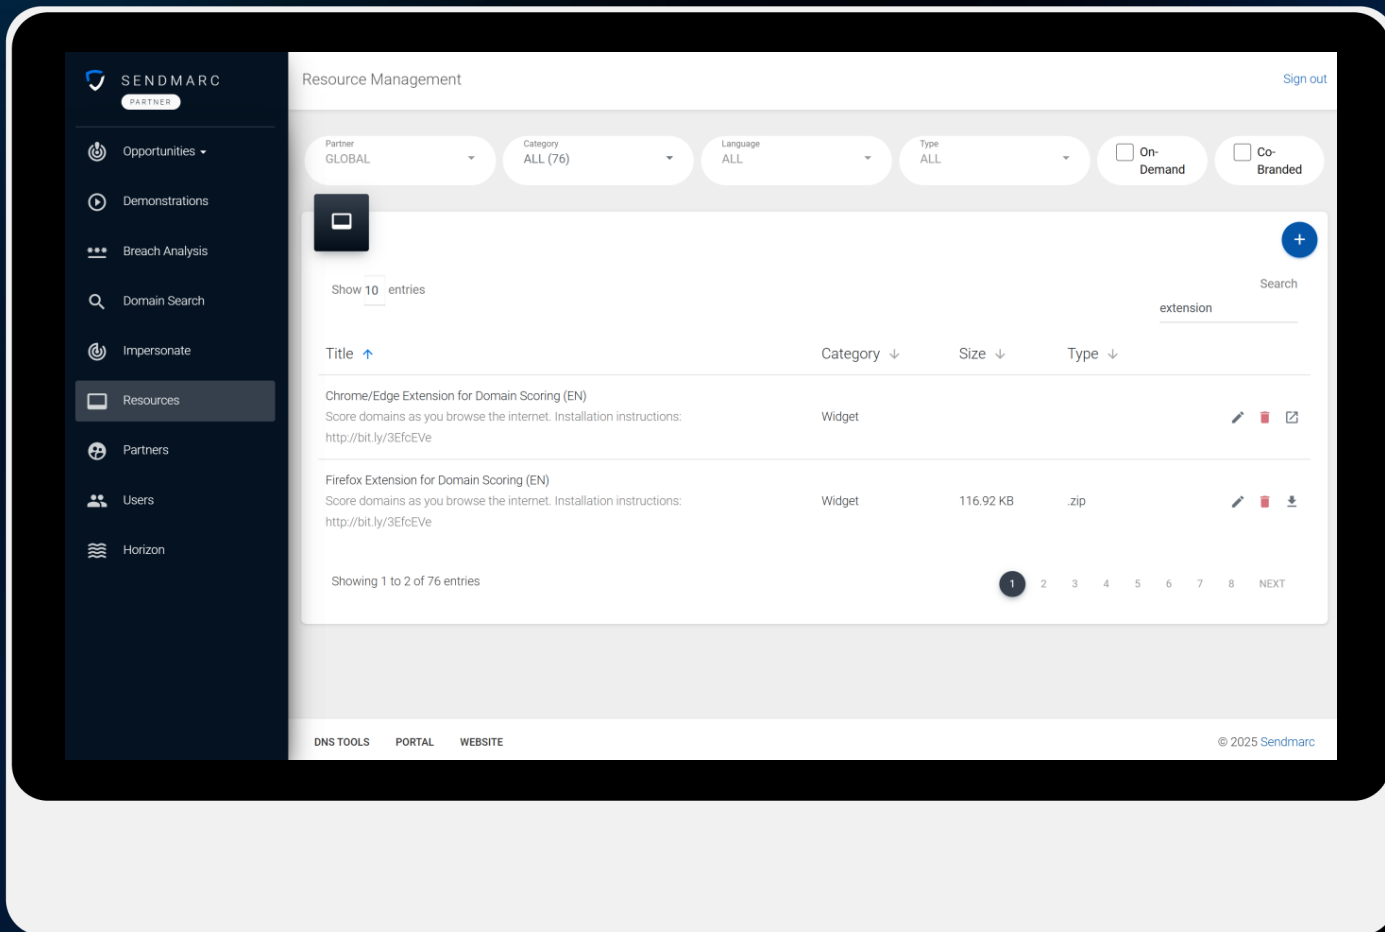 SENDMARC
PARTNER
Opportunities
Demonstrations
Breach Analysis
Domain Search
Impersonate
Resources
Partners
Users
Horizon
Resource Management
Sign out
Partner
GLOBAL
Category
ALL (76)
Language
ALL
Type
ALL
On-
Demand
Co-
Branded
+
Show 10 entries
Search
extension
Title Category Size Type
Chrome/Edge Extension for Domain Scoring (EN)
Score domains as you browse the internet. Installation instructions:
http://bit.ly/3EfcEVe
Widget
Firefox Extension for Domain Scoring (EN)
Score domains as you browse the internet. Installation instructions:
http://bit.ly/3EfcEVe
Widget 116.92 KB .zip
Showing 1 to 2 of 76 entries
1 2 3 4 5 6 7 8 NEXT
DNS TOOLS PORTAL WEBSITE
© 2025 Sendmarc